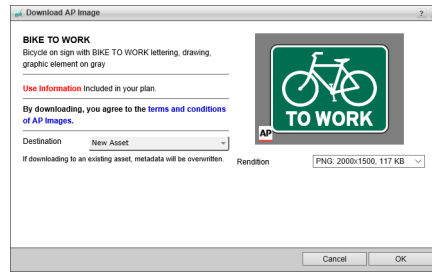 Download AP Image
?
BIKE TO WORK
Bicycle on sign with BIKE TO WORK lettering, drawing,
graphic element on gray
Use Information Included in your plan.
By downloading, you agree to the terms and conditions
of AP Images.
Destination
New Asset
If downloading to an existing asset, metadata will be overwritten.
TO WORK
AP
Rendition
PNG: 2000x1500, 117 KB
Cancel
OK